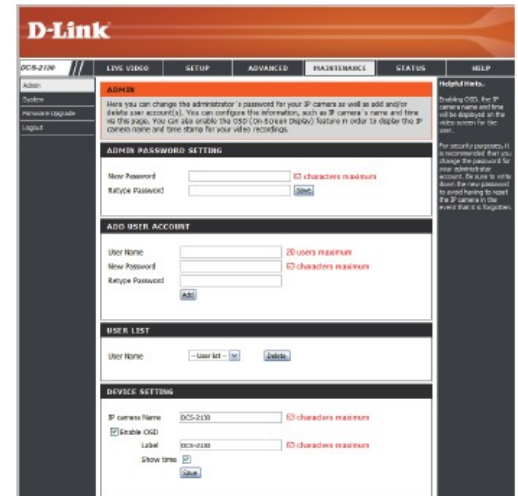 D-Link
DCS-2130
LIVE VIDEO
SETUP
ADVANCED
MAINTENANCE
STATUS
HELP
Admin
System
Firmware Upgrade
Logout
ADMIN
Here you can change the administrator's password for your IP camera as well as add and/or
delete user account(s). You can configure the information, such as IP camera's name and time
via this page. You can also enable the OSD (On-Screen Display) feature in order to display the IP
camera name and time stamp for your video recordings.
ADMIN PASSWORD SETTING
New Password
63 characters maximum
Retype Password
Save
ADD USER ACCOUNT
User Name
20 users maximum
New Password
63 characters maximum
Retype Password
Add
USER LIST
User Name
-- User list --
Delete
DEVICE SETTING
IP camera Name
DCS-2130
63 characters maximum
Enable OSD
Label
DCS-2130
63 characters maximum
Show time
Save
Helpful Hints..
Enabling OSD, the IP
camera name and time
will be displayed on the
video screen for the
user.
For security purposes, it
is recommended that you
change the password for
your administrator
account. Be sure to write
down the new password
to avoid having to reset
the IP camera in the
event that it is forgotten.